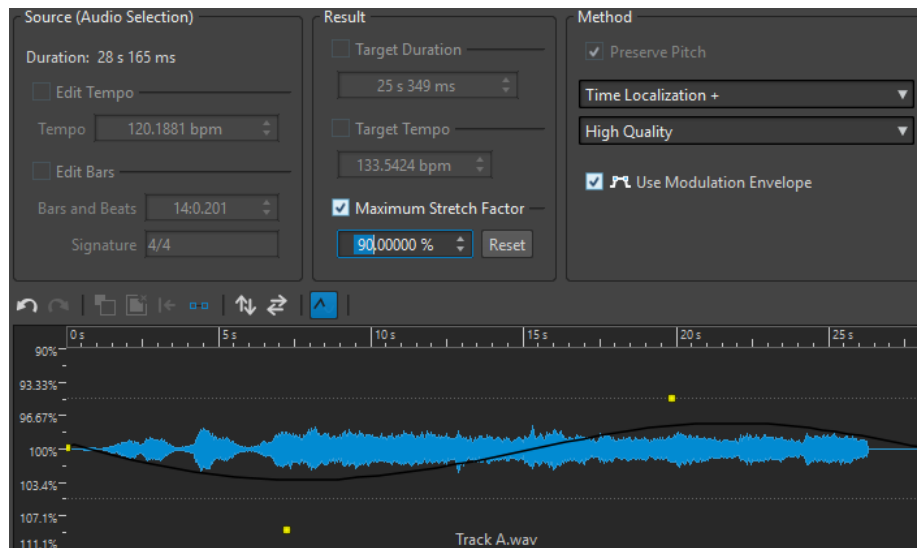 Source (Audio Selection)
Duration: 28 s 165 ms
Edit Tempo
Tempo 120.1881 bpm
Edit Bars
Bars and Beats 14:0.201
Signature 4/4
Result
Target Duration
25 s 349 ms
Target Tempo
133.5424 bpm
Maximum Stretch Factor
90.00000 % Reset
Method
Preserve Pitch
Time Localization +
High Quality
Use Modulation Envelope
0 s 5 s 10 s 15 s 20 s 25 s
90%
93.33%
96.67%
100%
103.4%
107.1%
111.1%
Track A.wav